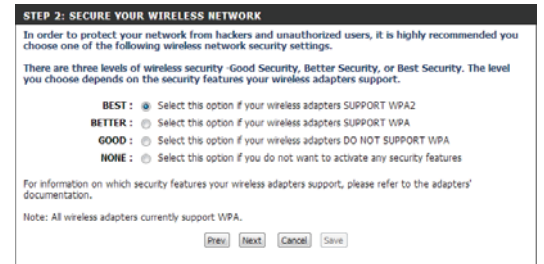 STEP 2: SECURE YOUR WIRELESS NETWORK
In order to protect your network from hackers and unauthorized users, it is highly recommended you
choose one of the following wireless network security settings.
There are three levels of wireless security -Good Security, Better Security, or Best Security. The level
you choose depends on the security features your wireless adapters support.
BEST : Select this option if your wireless adapters SUPPORT WPA2
BETTER : Select this option if your wireless adapters SUPPORT WPA
GOOD : Select this option if your wireless adapters DO NOT SUPPORT WPA
NONE : Select this option if you do not want to activate any security features
For information on which security features your wireless adapters support, please refer to the adapters'
documentation.
Note: All wireless adapters currently support WPA.
Prev Next Cancel Save